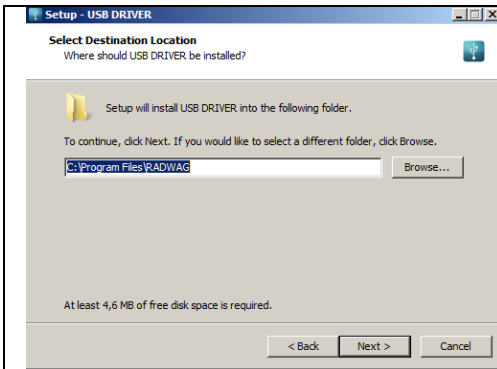 Setup - USB DRIVER
Select Destination Location
Where should USB DRIVER be installed?
Setup will install USB DRIVER into the following folder.
To continue, click Next. If you would like to select a different folder, click Browse.
C:\Program Files\RADWAG
Browse...
At least 4,6 MB of free disk space is required.
< Back
Next >
Cancel